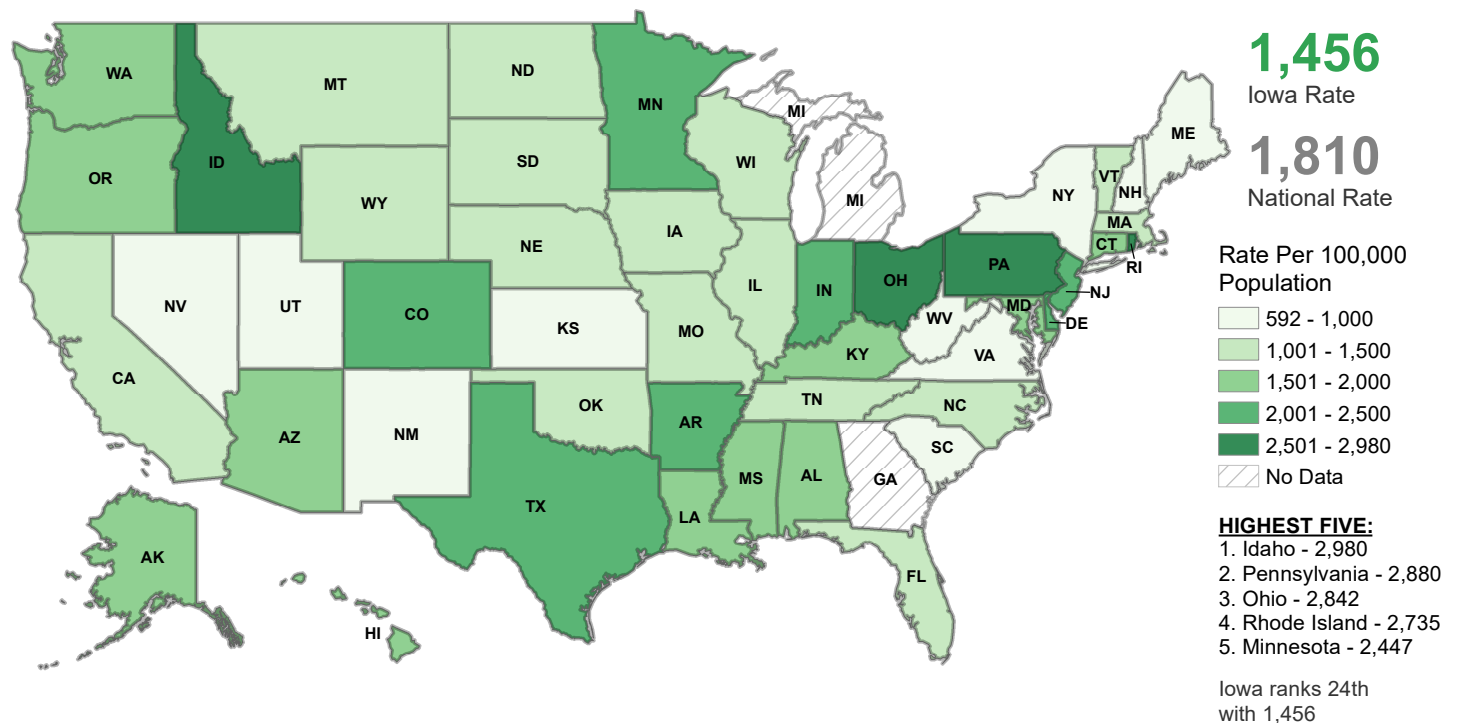 WA
MT
ND
MN
MI
ME
OR
ID
SD
WI
MI
VT
NH
NY
WY
MA
IA
CT
NE
RI
PA
NV
UT
CO
IL
IN
OH
NJ
MD
WV
DE
KS
MO
KY
VA
CA
OK
TN
NC
AZ
NM
AR
SC
MS
AL
GA
TX
LA
AK
FL
HI
1,456
Iowa Rate
1,810
National Rate
Rate Per 100,000
Population
592 - 1,000
1,001 - 1,500
1,501 - 2,000
2,001 - 2,500
2,501 - 2,980
No Data
HIGHEST FIVE:
1. Idaho - 2,980
2. Pennsylvania - 2,880
3. Ohio - 2,842
4. Rhode Island - 2,735
5. Minnesota - 2,447
Iowa ranks 24th
with 1,456